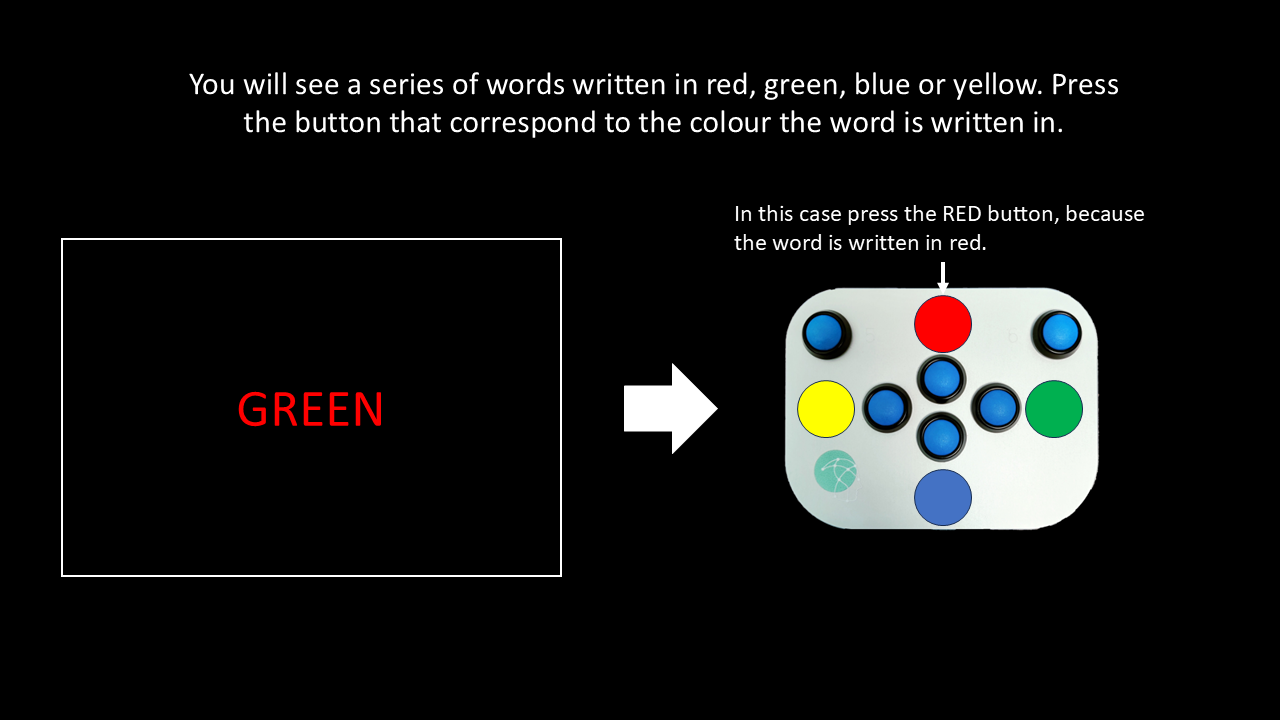 You will see a series of words written in red, green, blue or yellow. Press
the button that correspond to the colour the word is written in.
In this case press the RED button, because
the word is written in red.
GREEN